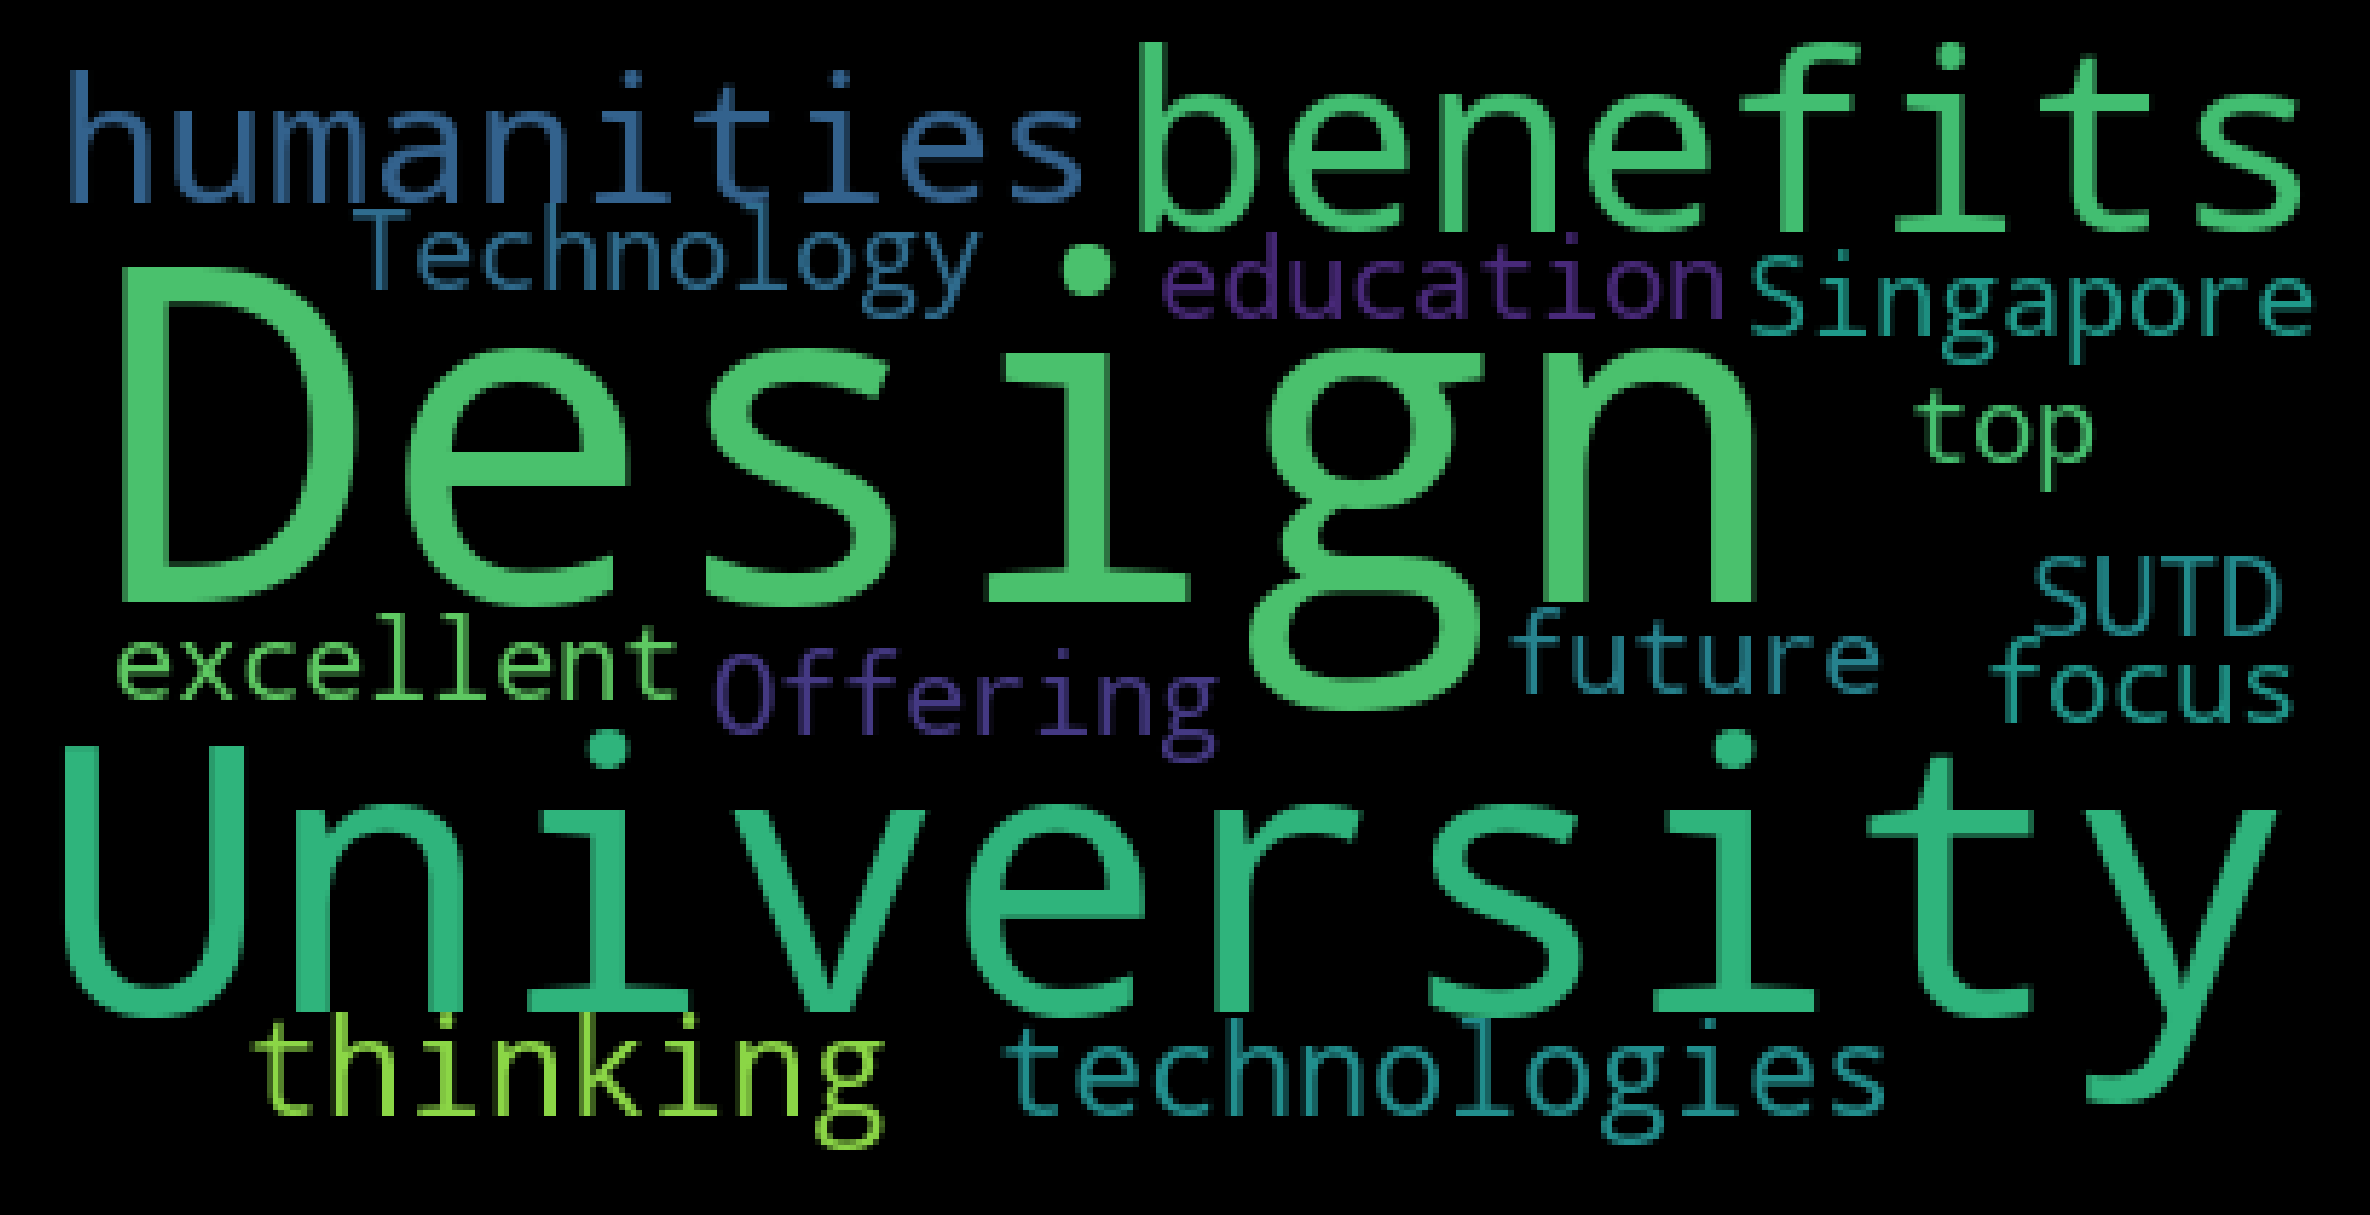 humanities
benefits
Technology
education
Singapore
Design
top
SUTD
excellent
Offering
future
focus
University
thinking
technologies